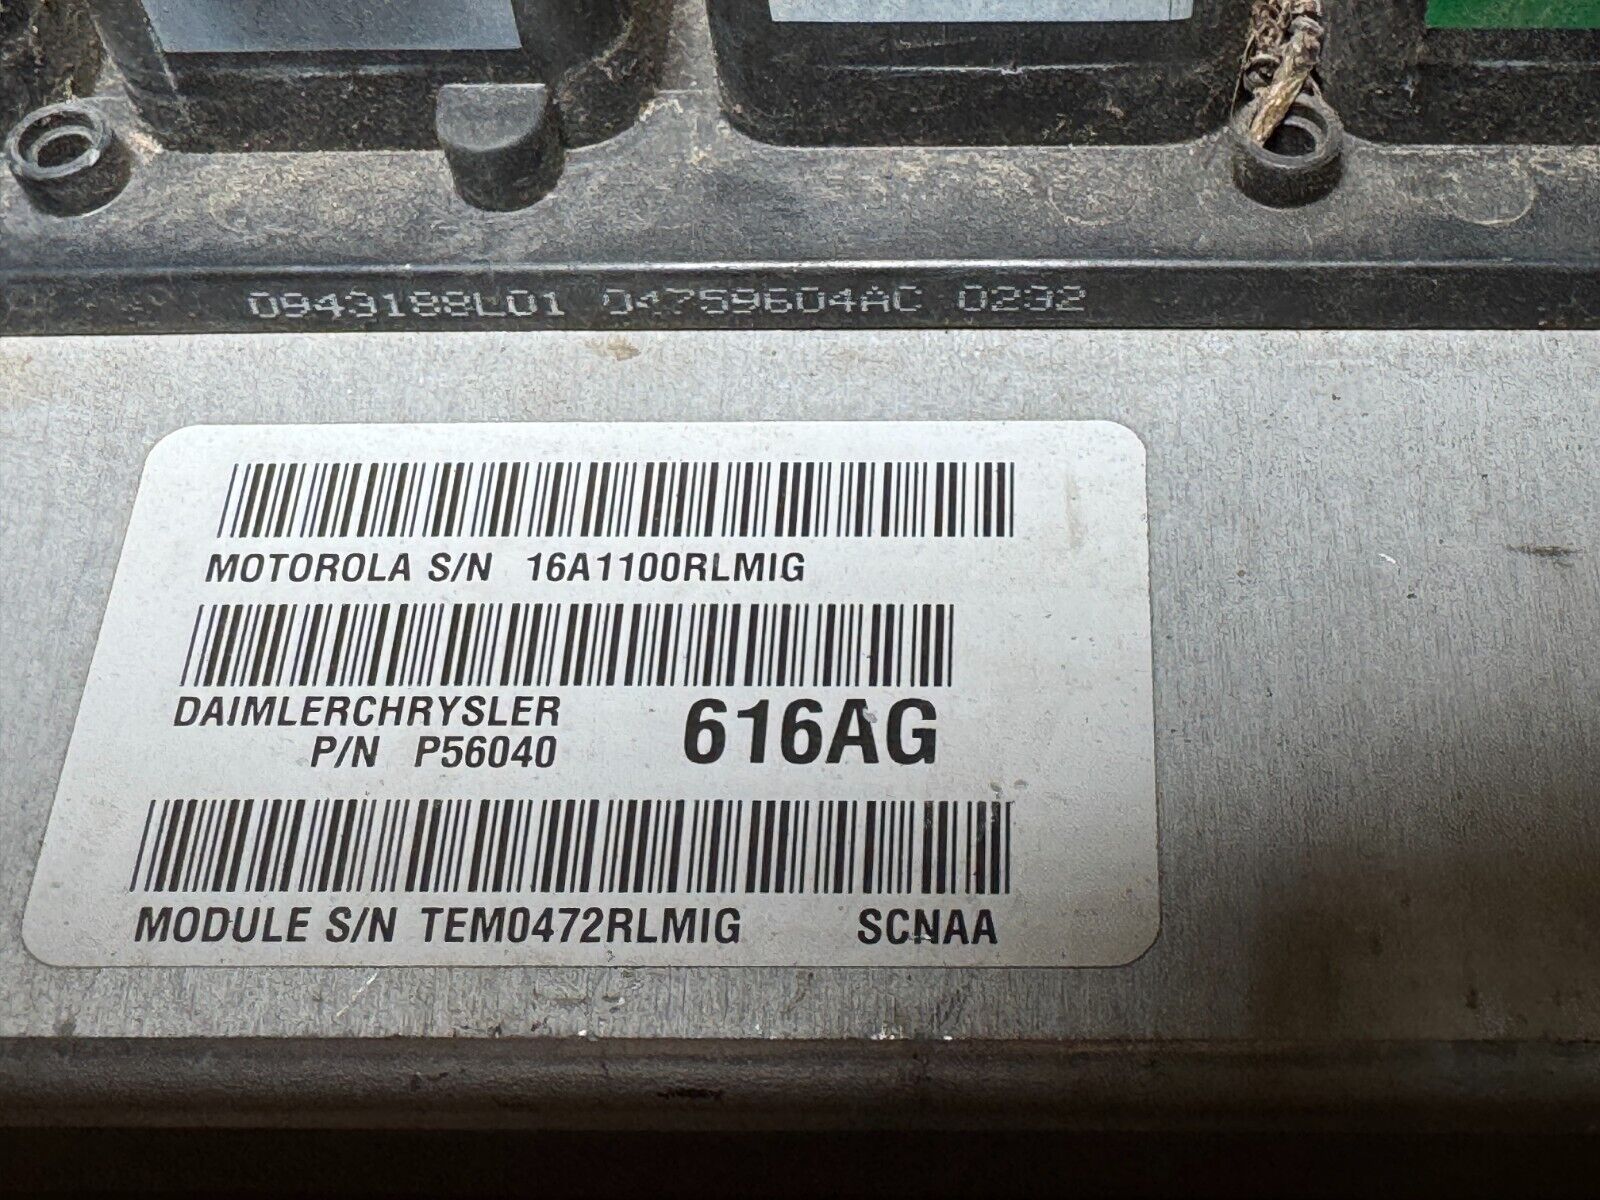 0943188L01 04759604AC 0232
MOTOROLA S/N 16A1100RLMIG
DAIMLERCHRYSLER
P/N P56040 616AG
MODULE S/N TEM0472RLMIG SCNAA